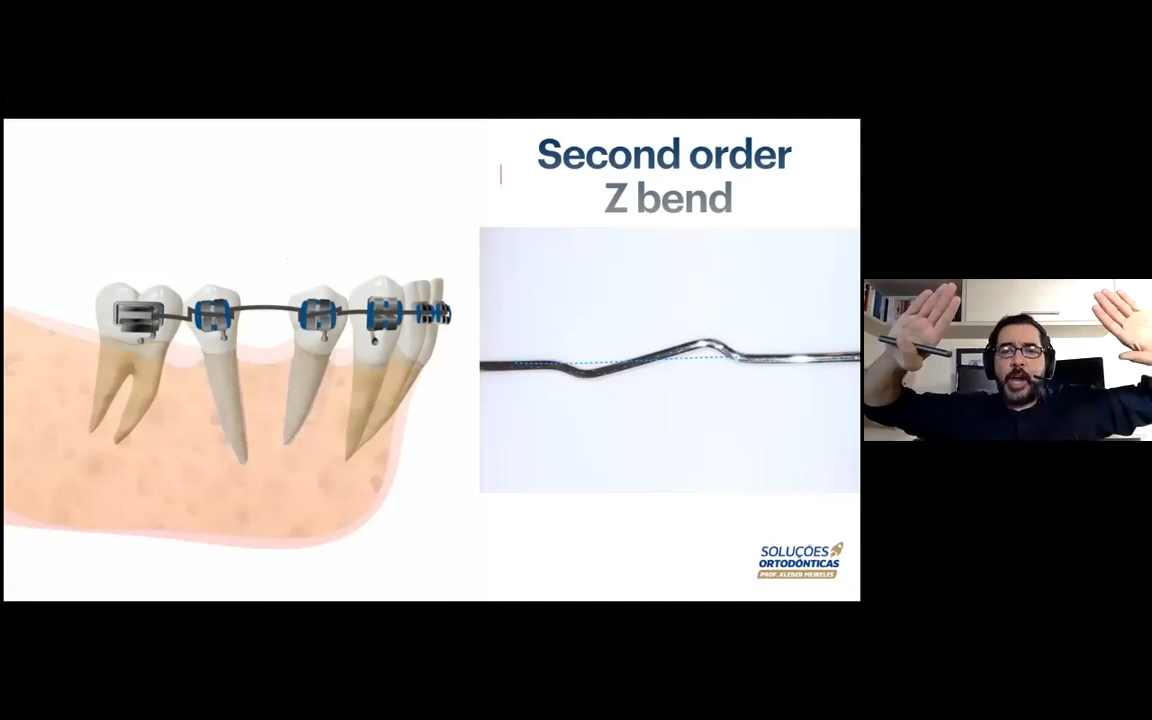 Second order
Z bend
SOLUÇÕES
ORTODÔNTICAS
PROF. KLEBER MEIRELES